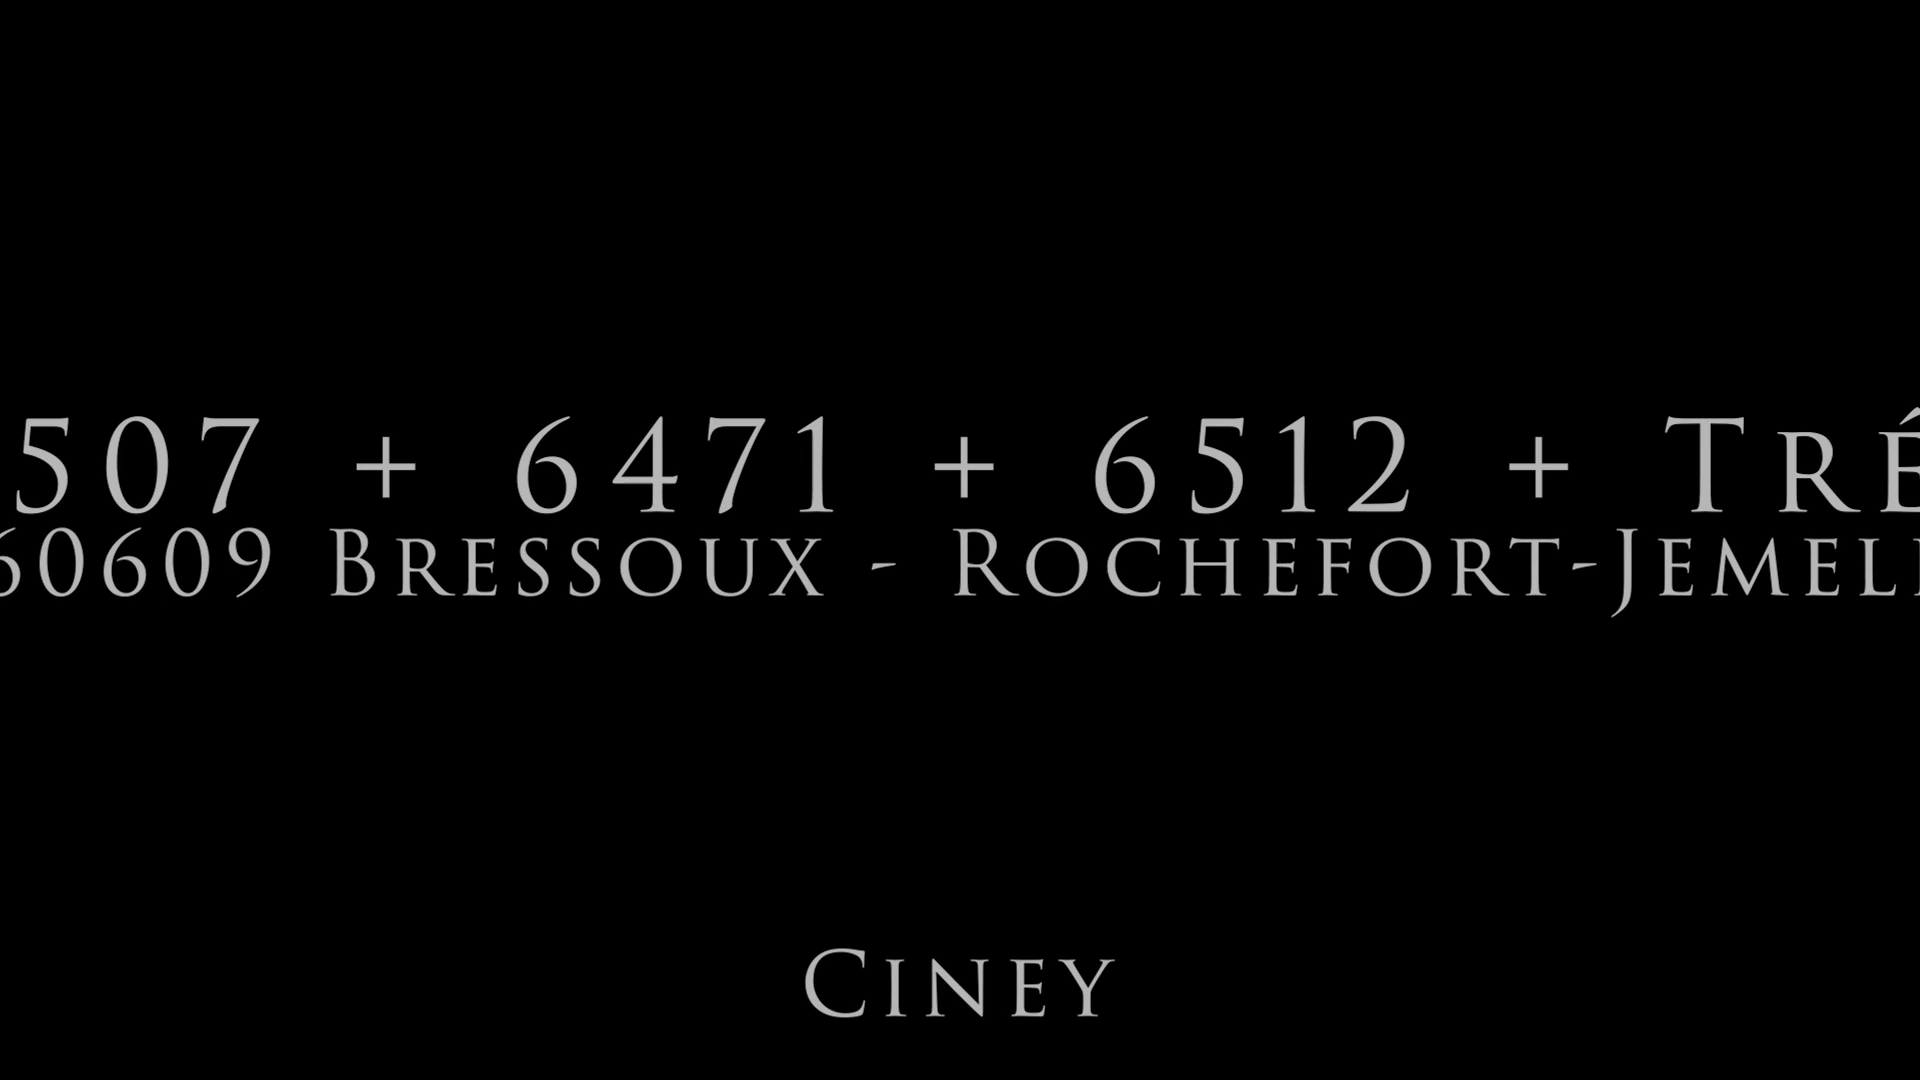 507 + 6471 + 6512 + Tré
60609 Bressoux - Rochefort-Jemel
Ciney